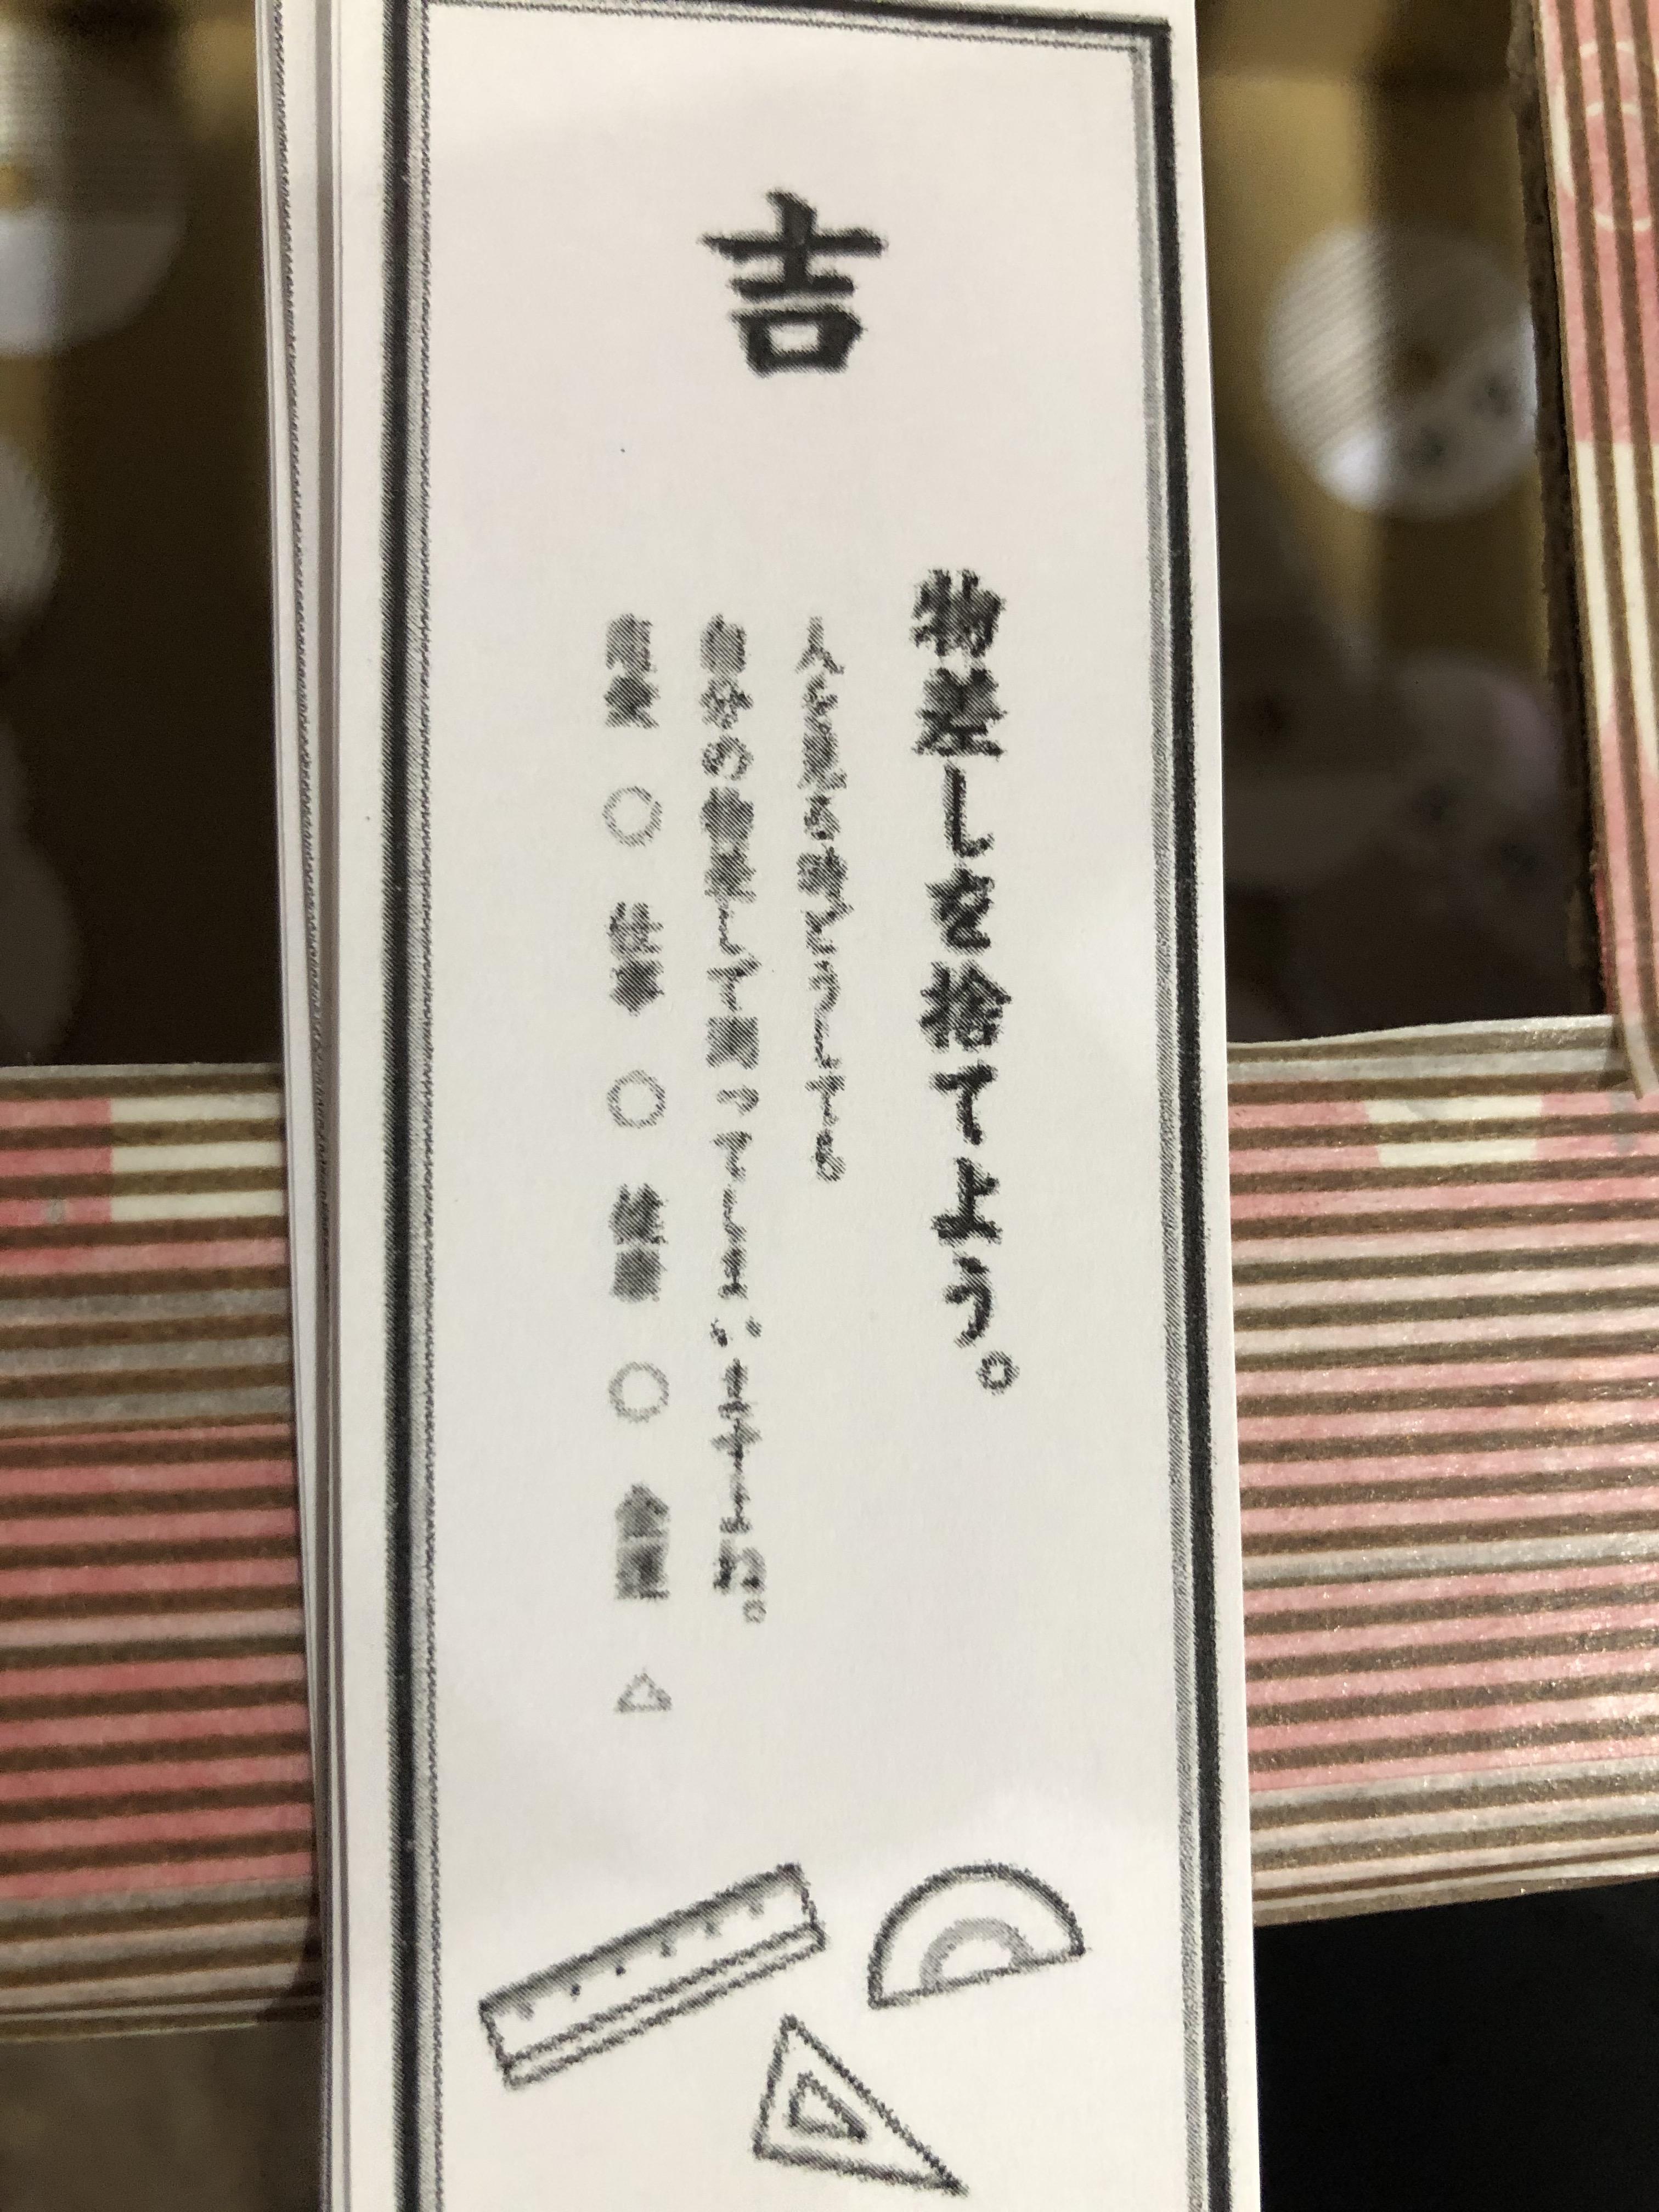 吉
物差しを捨てよう。
人を見る時どうしても
自分の物差しで測ってしまいますよね。
恋愛 ○ 仕事 ○ 健康 ○ 金運 △